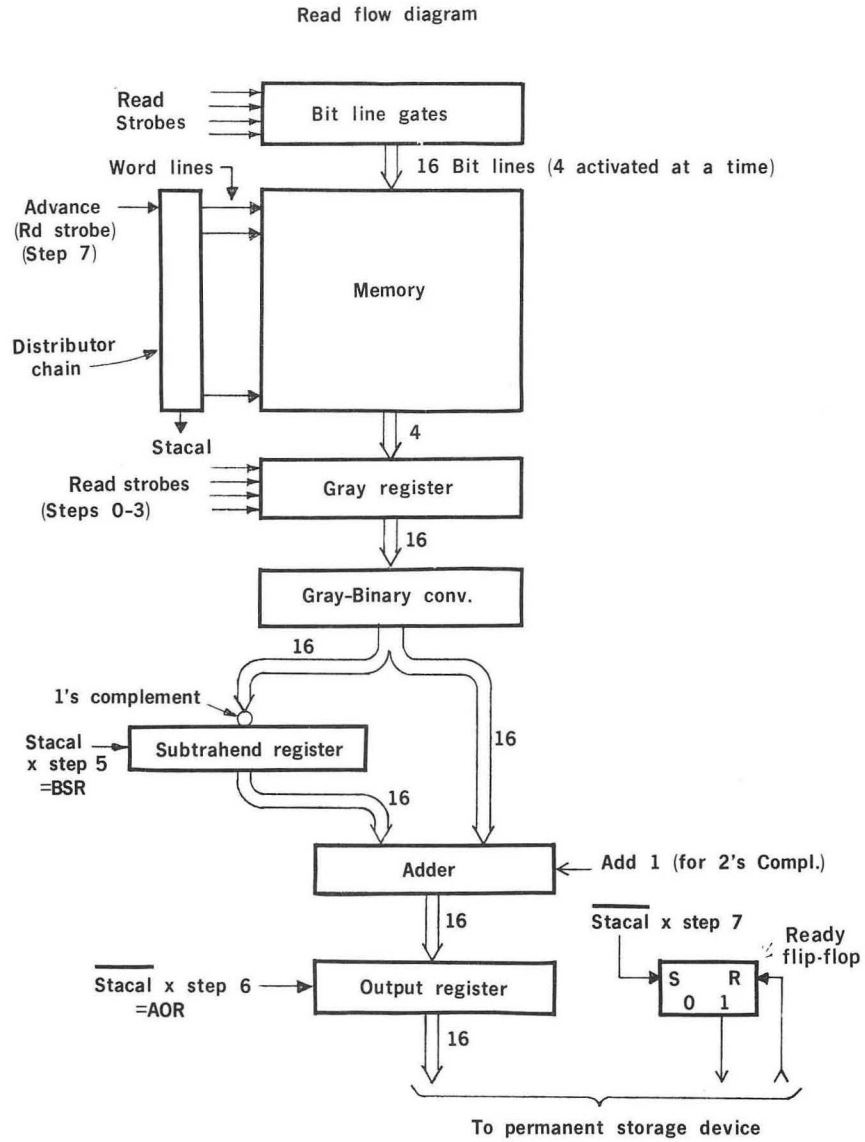 Read flow diagram
Read
Strobes
Bit line gates
16 Bit lines (4 activated at a time)
Word lines
Advance
(Rd strobe)
(Step 7)
Memory
Distributor
chain
Stacal
4
Read strobes
(Steps 0-3)
Gray register
16
Gray-Binary conv.
16
1's complement
16
Stacal
x step 5
=BSR
Subtrahend register
16
Adder
Add 1 (for 2's Compl.)
16
Stacal x step 7
Ready
flip-flop
Stacal x step 6
=AOR
Output register
S R
0 1
16
To permanent storage device